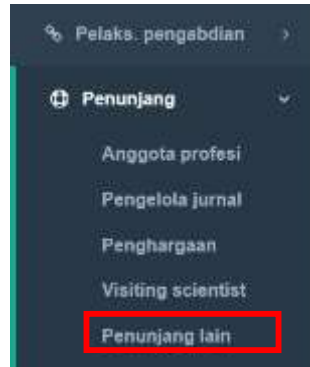 Pelaks. pengabdian
Penunjang
Anggota profesi
Pengelola jurnal
Penghargaan
Visiting scientist
Penunjang lain